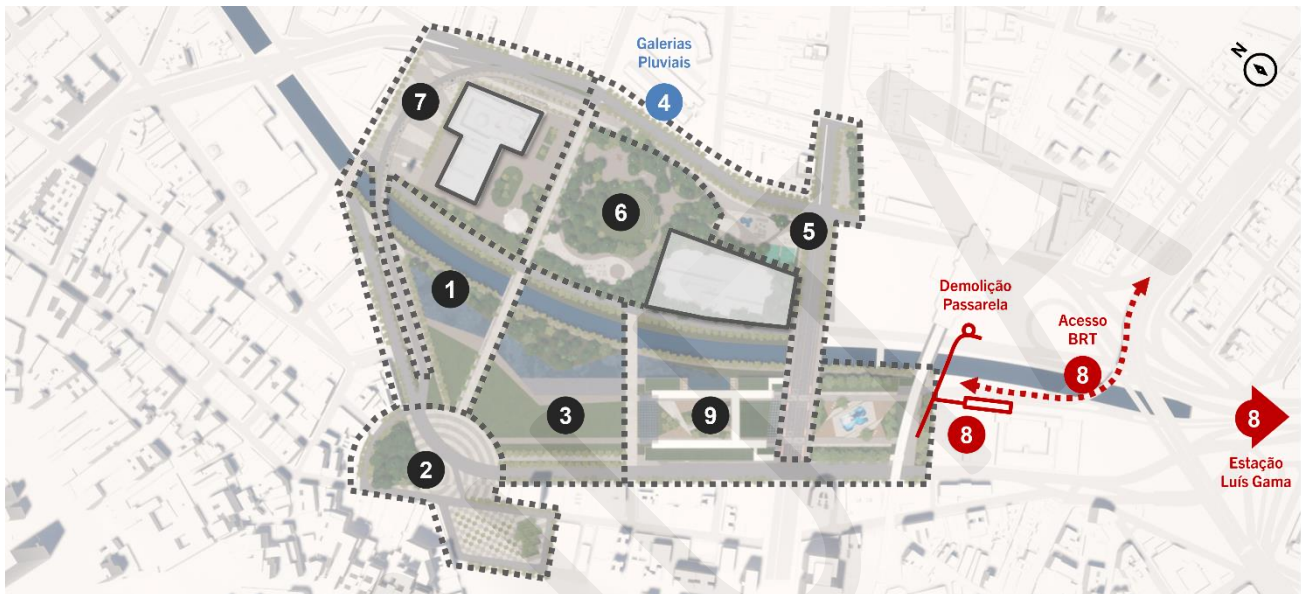 Galerias
Pluviais
4
N
7
6
5
1
Demolição
Passarela
Acesso
BRT
8
3
9
8
8
2
Estação
Luís Gama